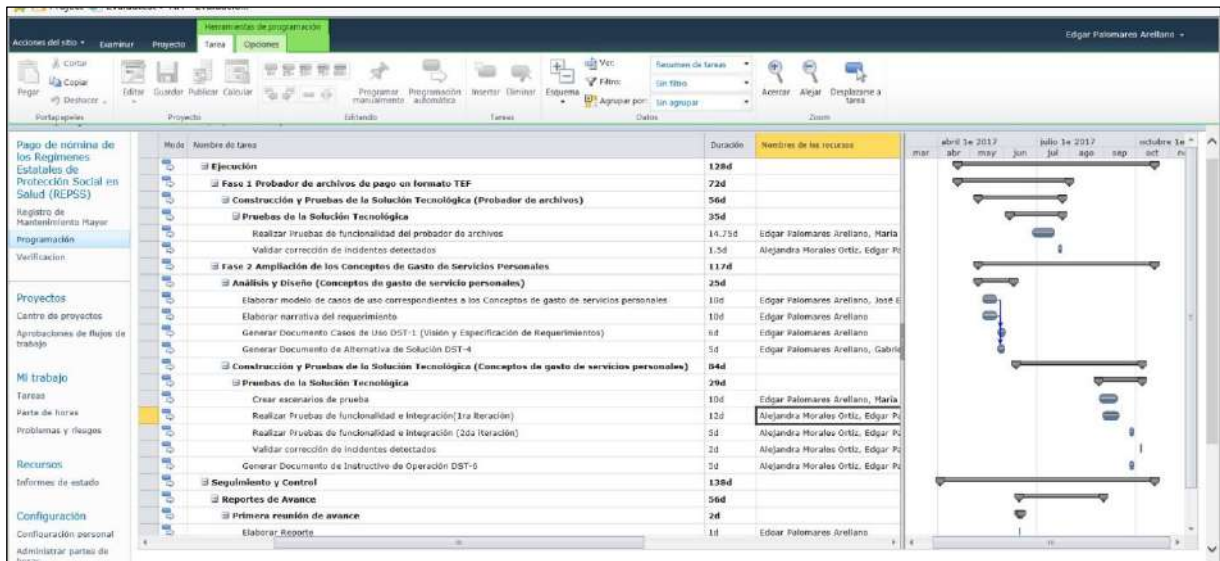 Herramientas de programación
Acciones del sitio
Examinar
Proyecto
Tarea
Opciones
Edgar Palomares Arellano
Pegar
Cortar
Copiar
Deshacer
Portapapeles
Editar
Guardar
Publicar
Calcular
Proyecto
Programar manualmente
Programación automática
Editando
Insertar
Eliminar
Tareas
Esquema
Ver:
Resumen de tareas
Filtro:
Sin filtro
Agrupar por:
Sin agrupar
Datos
Acercar
Alejar
Desplazarse a tarea
Zoom
Pago de nómina de
los Regímenes
Estatales de
Protección Social en
Salud (REPSS)
Registro de
Mantenimiento Mayor
Programación
Verificacion
Proyectos
Centro de proyectos
Aprobaciones de flujos de
trabajo
Mi trabajo
Tareas
Parte de horas
Problemas y riesgos
Recursos
Informes de estado
Configuración
Configuración personal
Administrar partes de
Modo Nombre de tarea Duración Nombres de los recursos
Ejecución 128d
Fase 1 Probador de archivos de pago en formato TEF 72d
Construcción y Pruebas de la Solución Tecnológica (Probador de archivos) 56d
Pruebas de la Solución Tecnológica 35d
Realizar Pruebas de funcionalidad del probador de archivos 14.75d Edgar Palomares Arellano, Maria
Validar corrección de incidentes detectados 1.5d Alejandra Morales Ortiz, Edgar Pa
Fase 2 Ampliación de los Conceptos de Gasto de Servicios Personales 117d
Análisis y Diseño (Conceptos de gasto de servicio personales) 25d
Elaborar modelo de casos de uso correspondientes a los Conceptos de gasto de servicios personales 10d Edgar Palomares Arellano, José E
Elaborar narrativa del requerimiento 10d Edgar Palomares Arellano
Generar Documento Casos de Uso DST-1 (Visión y Especificación de Requerimientos) 6d Edgar Palomares Arellano
Generar Documento de Alternativa de Solución DST-4 5d Edgar Palomares Arellano, Gabrie
Construcción y Pruebas de la Solución Tecnológica (Conceptos de gasto de servicios personales) 84d
Pruebas de la Solución Tecnológica 29d
Crear escenarios de prueba 10d Edgar Palomares Arellano, Maria
Realizar Pruebas de funcionalidad e integración(1ra iteración) 12d Alejandra Morales Ortiz, Edgar Pa
Realizar Pruebas de funcionalidad e integración (2da iteración) 5d Alejandra Morales Ortiz, Edgar Pa
Validar corrección de incidentes detectados 2d Alejandra Morales Ortiz, Edgar Pa
Generar Documento de Instructivo de Operación DST-6 5d Alejandra Morales Ortiz, Edgar Pa
Seguimiento y Control 138d
Reportes de Avance 56d
Primera reunión de avance 2d
Elaborar Reporte 1d Edgar Palomares Arellano
abril 1e 2017 julio 1e 2017 octubre 1e
mar abr may jun jul ago sep oct